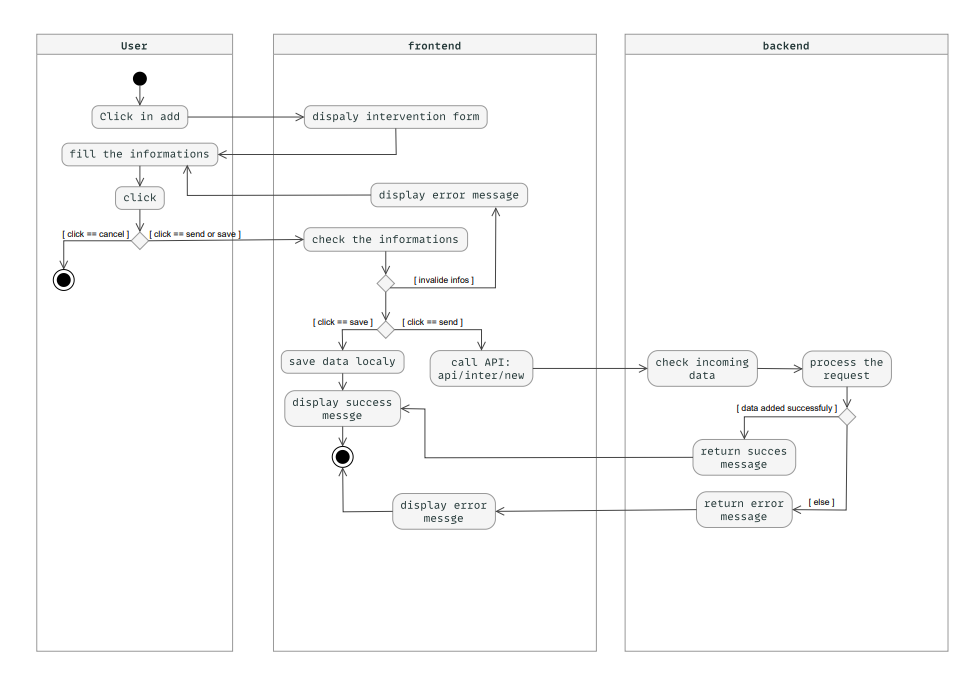 User
frontend
backend
Click in add
dispaly intervention form
fill the informations
click
display error message
[ click == cancel ]
[ click == send or save ]
check the informations
[ invalide infos ]
[ click == save ]
[ click == send ]
save data localy
call API:
api/inter/new
check incoming
data
process the
request
display success
messge
[ data added successfuly ]
return succes
message
display error
messge
return error
message
[ else ]